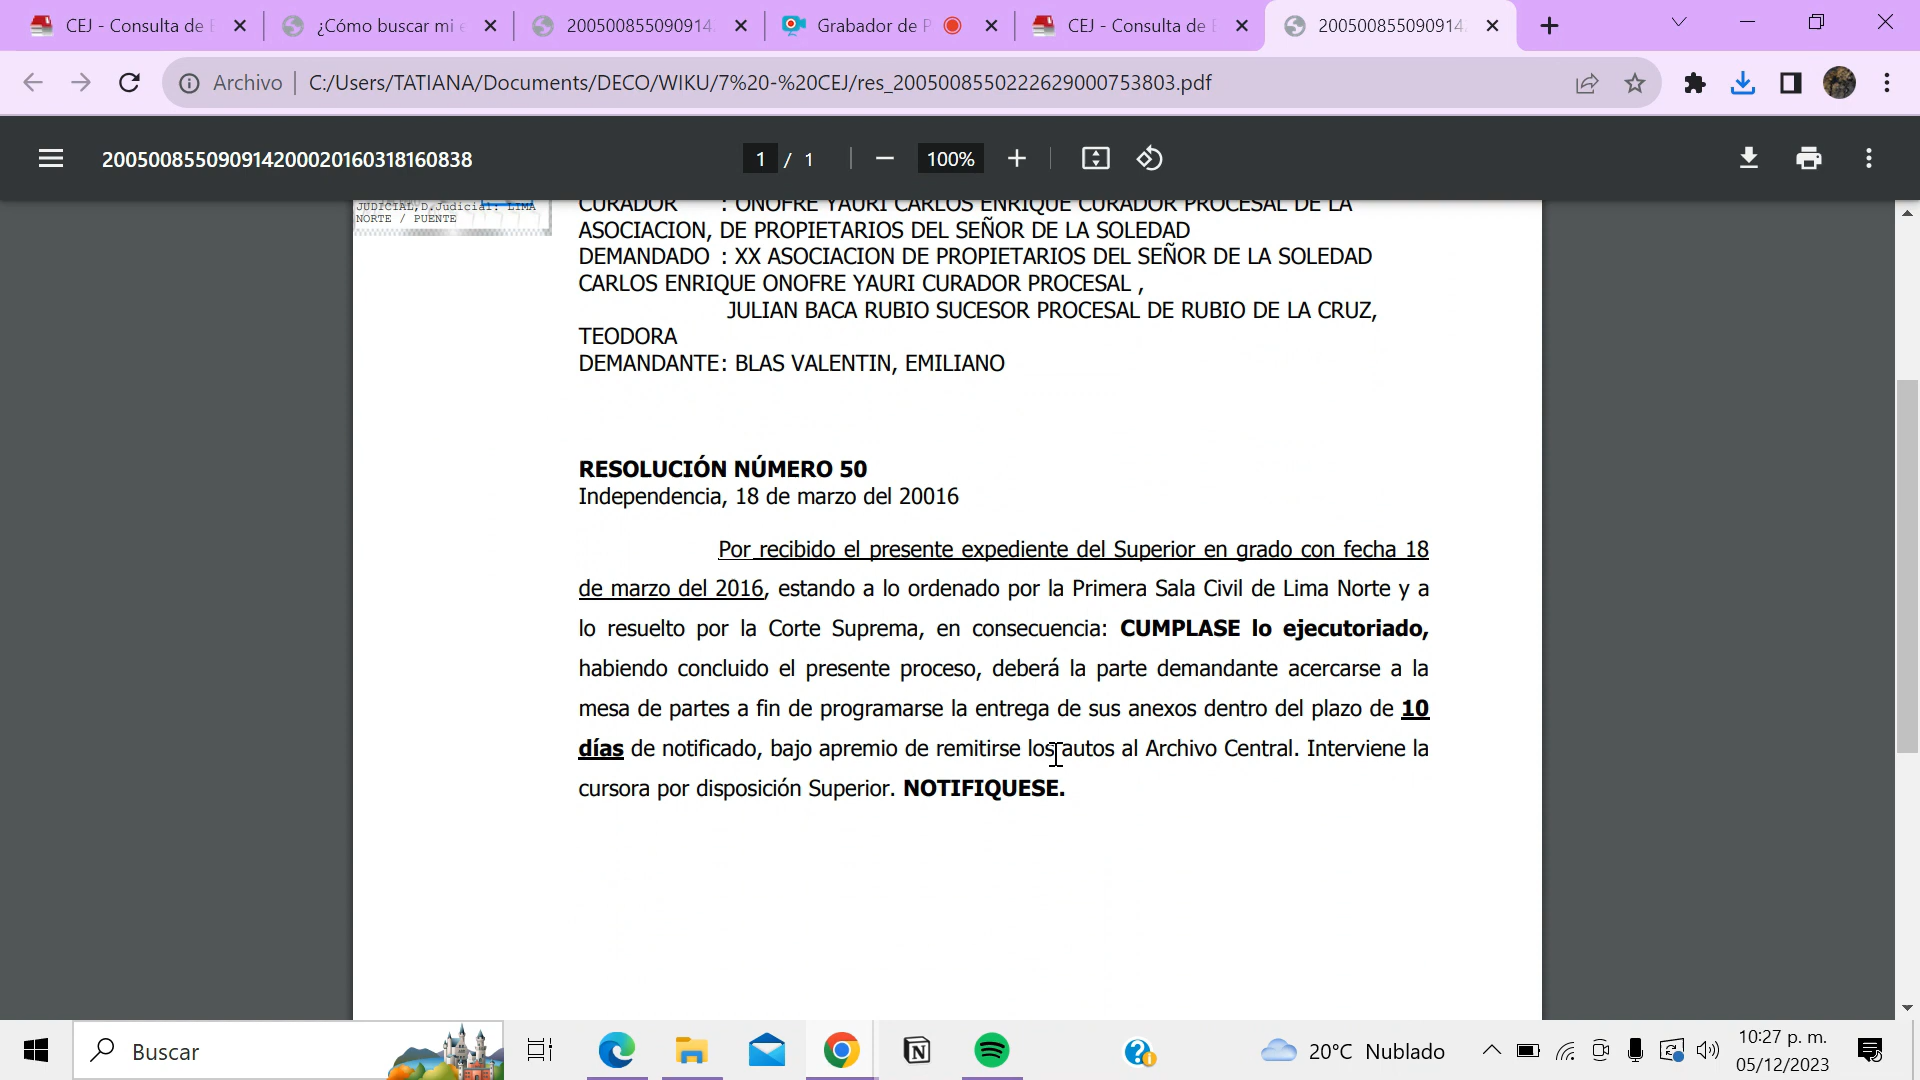 CEJ - Consulta de
¿Cómo buscar mi
200500855090914
Grabador de P
CEJ - Consulta de
200500855090914
Archivo
C:/Users/TATIANA/Documents/DECO/WIKU/7%20-%20CEJ/res_2005008550222629000753803.pdf
200500855090914200020160318160838
1 / 1
100%
JUDICIAL,D.Judicial: LIMA
NORTE / PUENTE
CURADOR : ONOFRE YAURI CARLOS ENRIQUE CURADOR PROCESAL DE LA
ASOCIACION, DE PROPIETARIOS DEL SEÑOR DE LA SOLEDAD
DEMANDADO : XX ASOCIACION DE PROPIETARIOS DEL SEÑOR DE LA SOLEDAD
CARLOS ENRIQUE ONOFRE YAURI CURADOR PROCESAL ,
JULIAN BACA RUBIO SUCESOR PROCESAL DE RUBIO DE LA CRUZ,
TEODORA
DEMANDANTE: BLAS VALENTIN, EMILIANO
RESOLUCIÓN NÚMERO 50
Independencia, 18 de marzo del 20016
Por recibido el presente expediente del Superior en grado con fecha 18
de marzo del 2016, estando a lo ordenado por la Primera Sala Civil de Lima Norte y a
lo resuelto por la Corte Suprema, en consecuencia: CUMPLASE lo ejecutoriado,
habiendo concluido el presente proceso, deberá la parte demandante acercarse a la
mesa de partes a fin de programarse la entrega de sus anexos dentro del plazo de 10
días de notificado, bajo apremio de remitirse los autos al Archivo Central. Interviene la
cursora por disposición Superior. NOTIFIQUESE.
Buscar
20°C Nublado
10:27 p. m.
05/12/2023